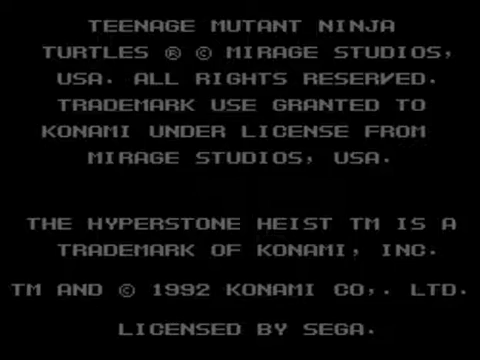 TEENAGE MUTANT NINJA
TURTLES ® © MIRAGE STUDIOS,
USA. ALL RIGHTS RESERVED.
TRADEMARK USE GRANTED TO
KONAMI UNDER LICENSE FROM
MIRAGE STUDIOS, USA.
THE HYPERSTONE HEIST TM IS A
TRADEMARK OF KONAMI, INC.
TM AND © 1992 KONAMI CO,. LTD.
LICENSED BY SEGA.